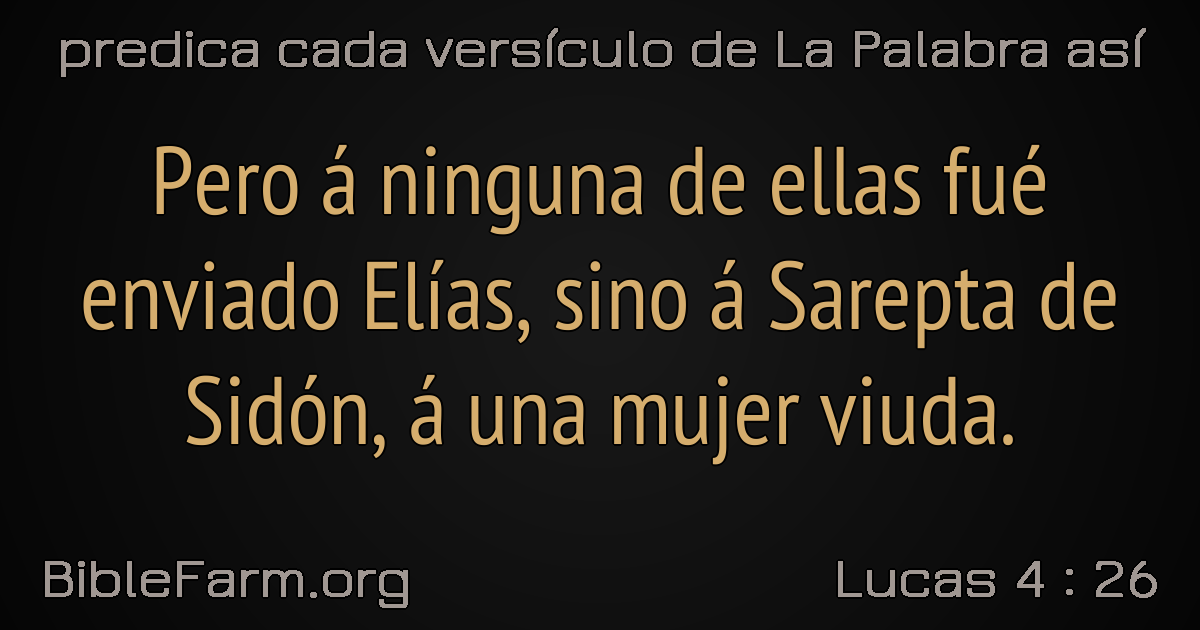 predica cada versículo de La Palabra así
Pero á ninguna de ellas fué
enviado Elías, sino á Sarepta de
Sidón, á una mujer viuda.
BibleFarm.org
Lucas 4 : 26